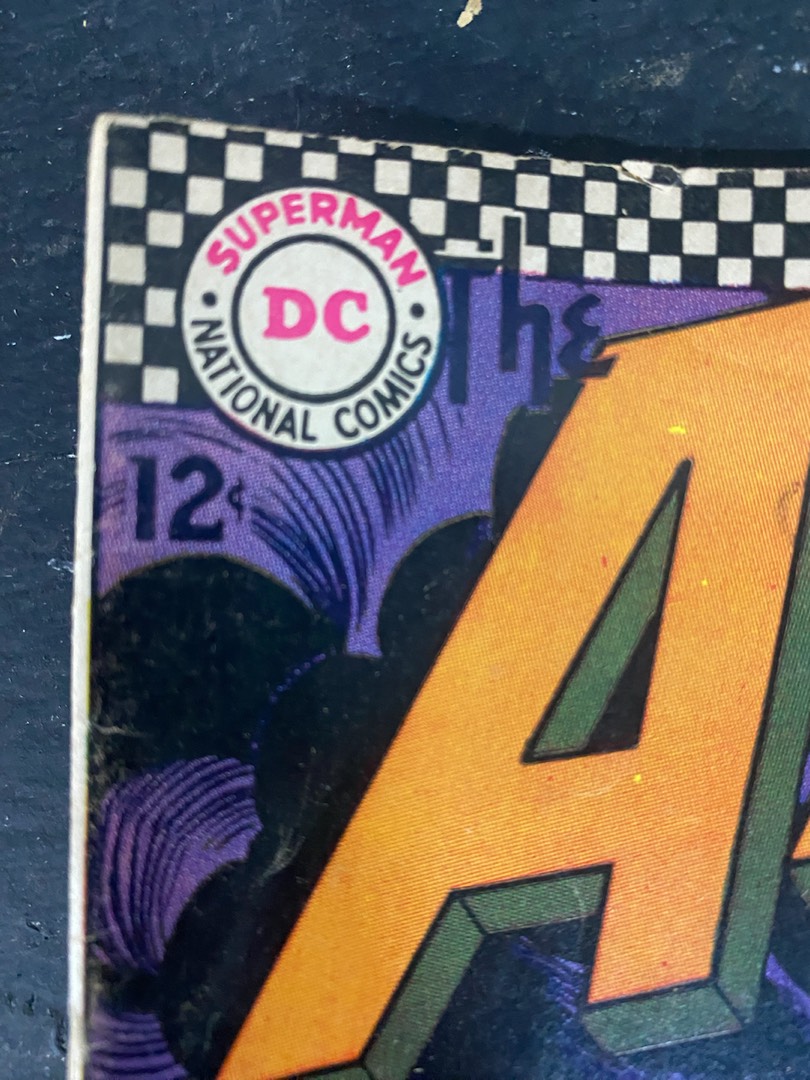 SUPERMAN
DC
NATIONAL COMICS
The
12¢
A